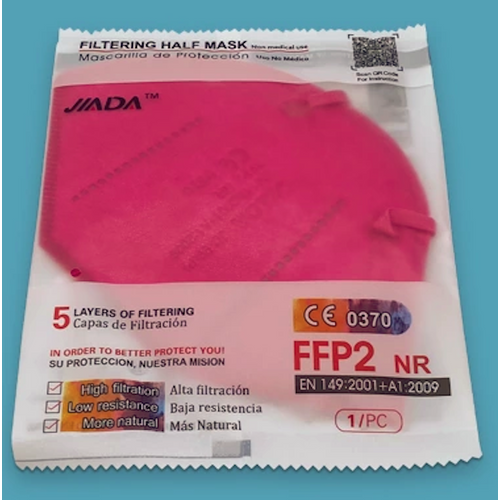 FILTERING HALF MASK Non medical use
Mascarilla de Protección Uso No Médico
Scan QR Code
For Instruction
JIADA™
5 LAYERS OF FILTERING
Capas de Filtración
CE 0370
IN ORDER TO BETTER PROTECT YOU!
SU PROTECCION, NUESTRA MISION
FFP2 NR
EN 149:2001+A1:2009
High filtration Alta filtración
Low resistance Baja resistencia
More natural Más Natural
1/PC